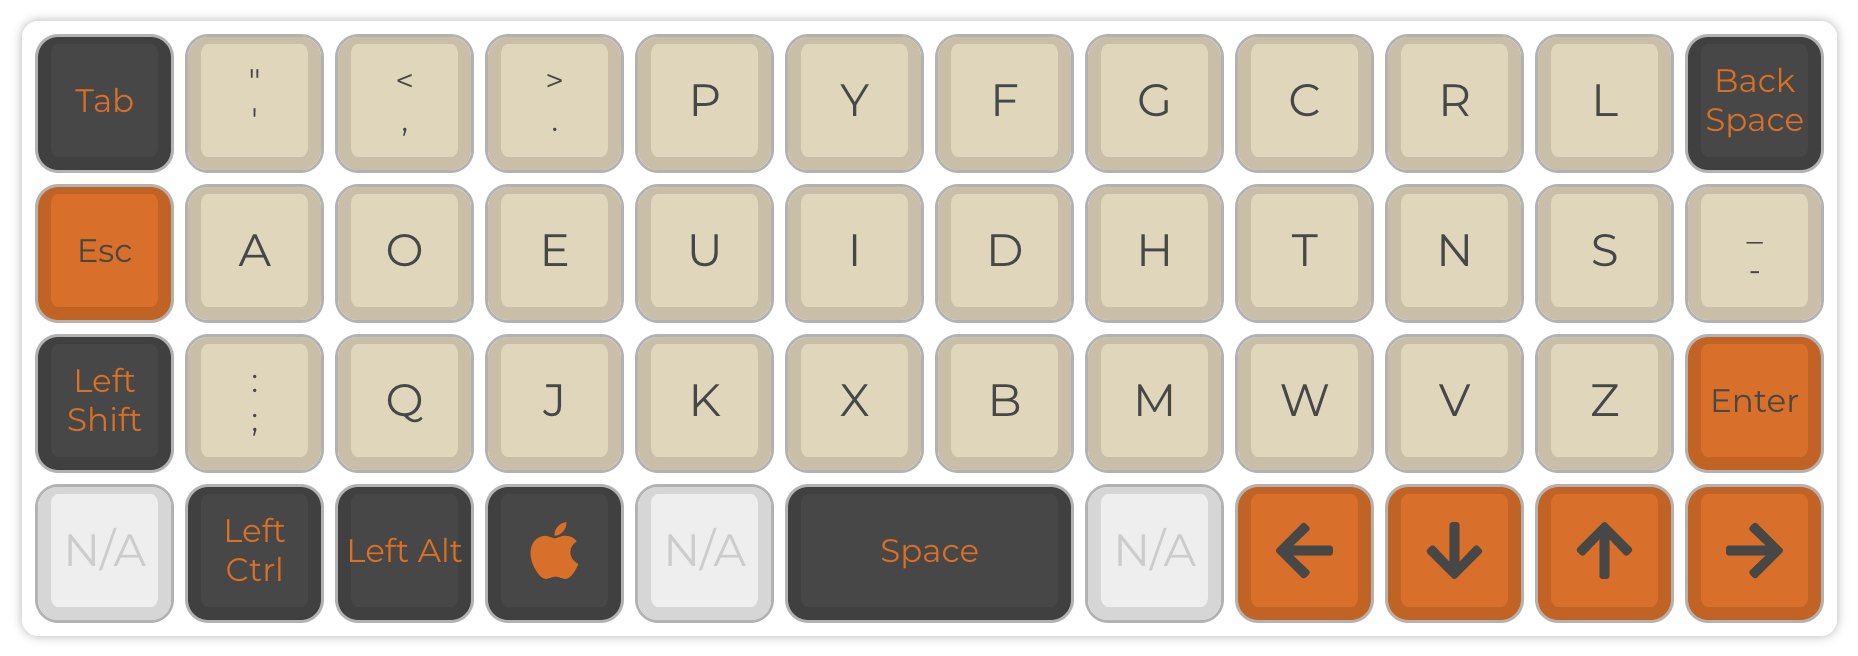 Tab " < > P Y F G C R L Back
' , . Space
Esc A O E U I D H T N S _
-
Left : Q J K X B M W V Z Enter
Shift ;
N/A Left Left Alt N/A Space N/A ← ↓ ↑ →
Ctrl